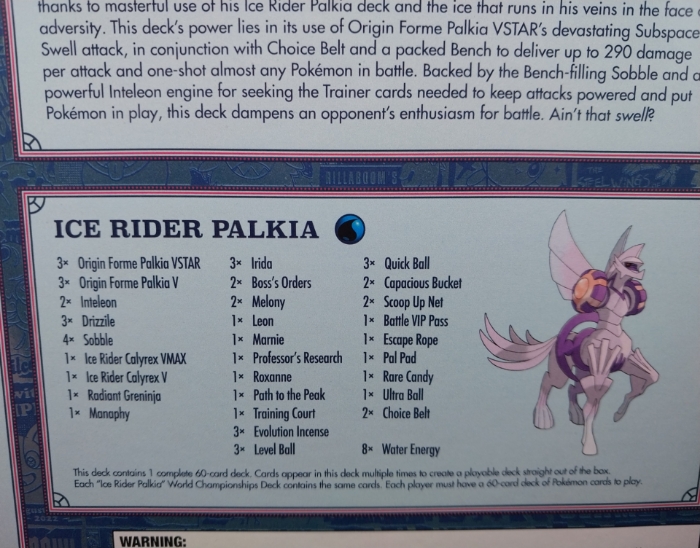 thanks to masterful use of his Ice Rider Palkia deck and the ice that runs in his veins in the face
adversity. This deck's power lies in its use of Origin Forme Palkia VSTAR's devastating Subspace
Swell attack, in conjunction with Choice Belt and a packed Bench to deliver up to 290 damage
per attack and one-shot almost any Pokémon in battle. Backed by the Bench-filling Sobble and
powerful Inteleon engine for seeking the Trainer cards needed to keep attacks powered and put
Pokémon in play, this deck dampens an opponent's enthusiasm for battle. Ain't that swell?
ICE RIDER PALKIA
3× Origin Forme Palkia VSTAR
3× Origin Forme Palkia V
2× Inteleon
3× Drizzile
4× Sobble
1× Ice Rider Calyrex VMAX
1× Ice Rider Calyrex V
1× Radiant Greninja
1× Manaphy
3× Irida
2× Boss's Orders
2× Melony
1× Leon
1× Marnie
1× Professor's Research
1× Roxanne
1× Path to the Peak
1× Training Court
3× Evolution Incense
3× Level Ball
3× Quick Ball
2× Capacious Bucket
2× Scoop Up Net
1× Battle VIP Pass
1× Escape Rope
1× Pal Pad
1× Rare Candy
1× Ultra Ball
2× Choice Belt
8× Water Energy
This deck contains 1 complete 60-card deck. Cards appear in this deck multiple times to create a playable deck straight out of the box.
Each "Ice Rider Palkia" World Championships Deck contains the same cards. Each player must have a 60-card deck of Pokémon cards to play.
WARNING: